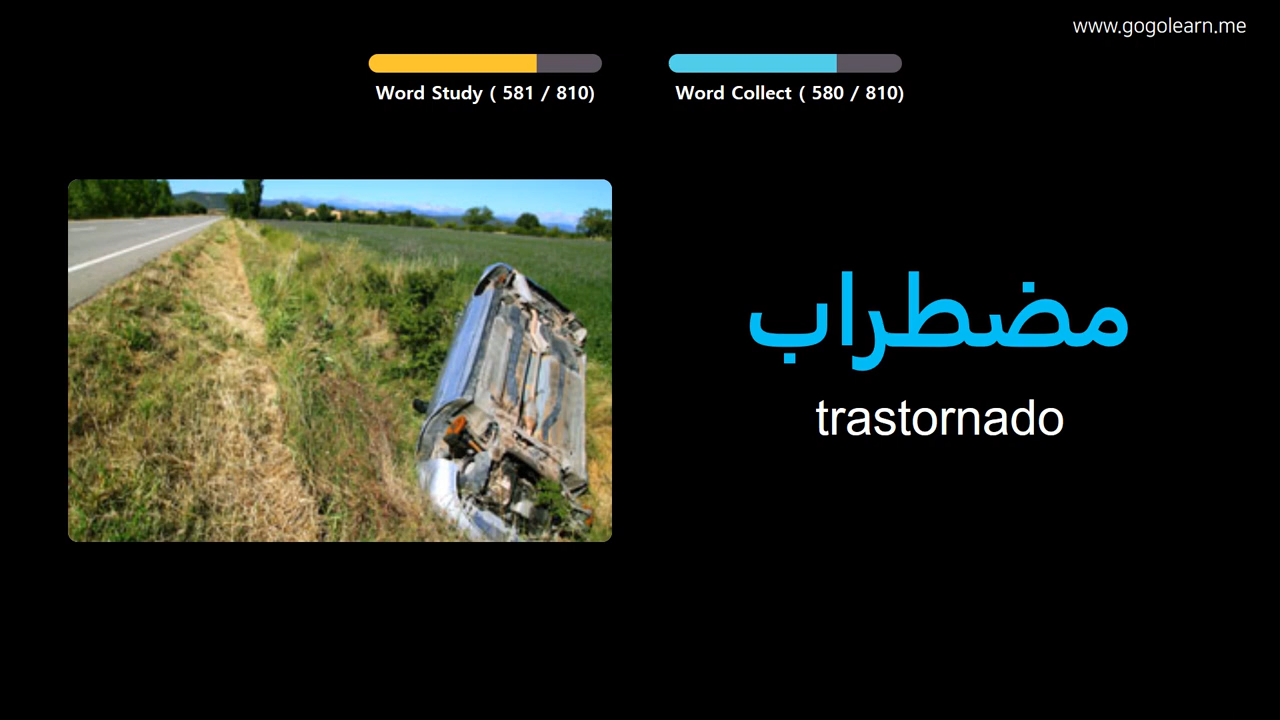 www.gogolearn.me
Word Study ( 581 / 810)
Word Collect ( 580 / 810)
مضطراب
trastornado